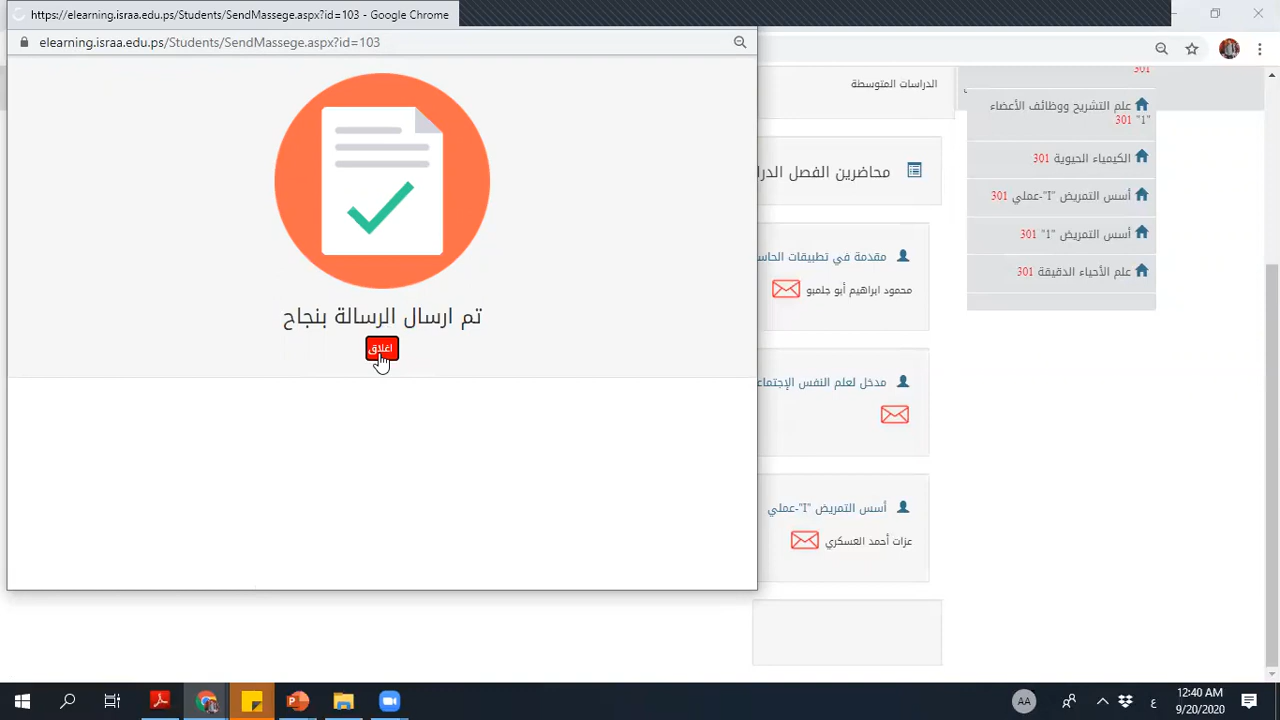 https://elearning.israa.edu.ps/Students/SendMassege.aspx?id=103 - Google Chrome
elearning.israa.edu.ps/Students/SendMassege.aspx?id=103
تم ارسال الرسالة بنجاح
اغلاق
الدراسات المتوسطة
محاضرين الفصل
مقدمة في تطبيقات
محمود ابراهيم أبو جلمبو
مدخل لعلم النفس
أسس التمريض "I"-عملي
عزات أحمد العسكري
301
علم التشريح ووظائف الأعضاء
"1" 301
الكيمياء الحيوية 301
أسس التمريض "I"-عملي 301
أسس التمريض "1" 301
علم الأحياء الدقيقة 301
AA
ع
12:40 AM
9/20/2020